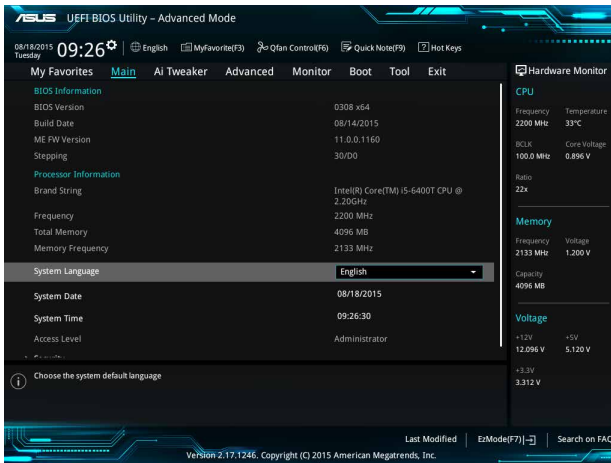 ASUS UEFI BIOS Utility – Advanced Mode
08/18/2015
Tuesday
09:26
English MyFavorite(F3) Qfan Control(F6) Quick Note(F9) ? Hot Keys
My Favorites Main Ai Tweaker Advanced Monitor Boot Tool Exit
Hardware Monitor
BIOS Information
BIOS Version 0308 x64
Build Date 08/14/2015
ME FW Version 11.0.0.1160
Stepping 30/D0
Processor Information
Brand String Intel(R) Core(TM) i5-6400T CPU @
2.20GHz
Frequency 2200 MHz
Total Memory 4096 MB
Memory Frequency 2133 MHz
System Language English
System Date 08/18/2015
System Time 09:26:30
Access Level Administrator
Choose the system default language
CPU
Frequency Temperature
2200 MHz 33°C
BCLK Core Voltage
100.0 MHz 0.896 V
Ratio
22x
Memory
Frequency Voltage
2133 MHz 1.200 V
Capacity
4096 MB
Voltage
+12V +5V
12.096 V 5.120 V
+3.3V
3.312 V
Last Modified EzMode(F7) Search on FAQ
Version 2.17.1246. Copyright (C) 2015 American Megatrends, Inc.